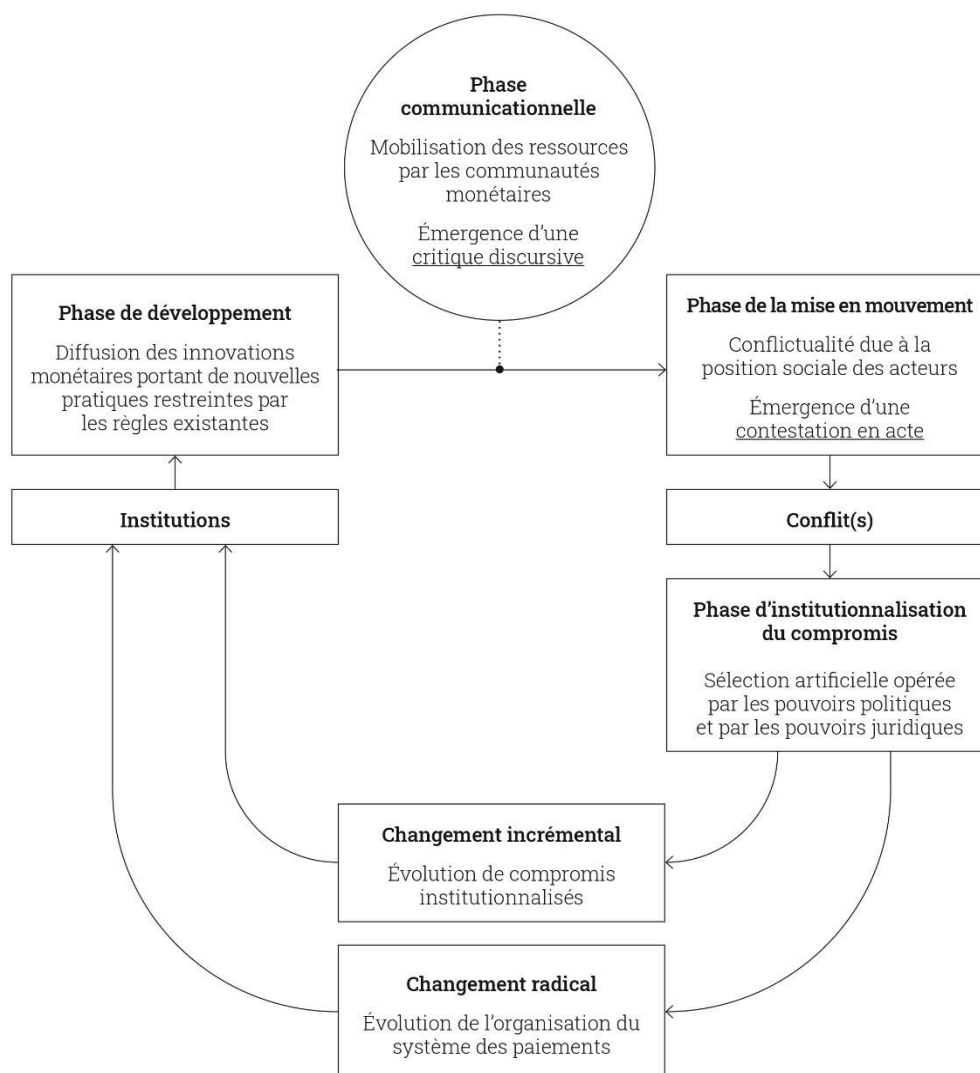 Phase
communicationnelle
Mobilisation des ressources
par les communautés
monétaires
Émergence d’une
critique discursive
Phase de développement
Diffusion des innovations
monétaires portant de nouvelles
pratiques restreintes par
les règles existantes
Phase de la mise en mouvement
Conflictualité due à la
position sociale des acteurs
Émergence d’une
contestation en acte
Institutions
Conflit(s)
Phase d’institutionnalisation
du compromis
Sélection artificielle opérée
par les pouvoirs politiques
et par les pouvoirs juridiques
Changement incrémental
Évolution de compromis
institutionnalisés
Changement radical
Évolution de l’organisation du
système des paiements